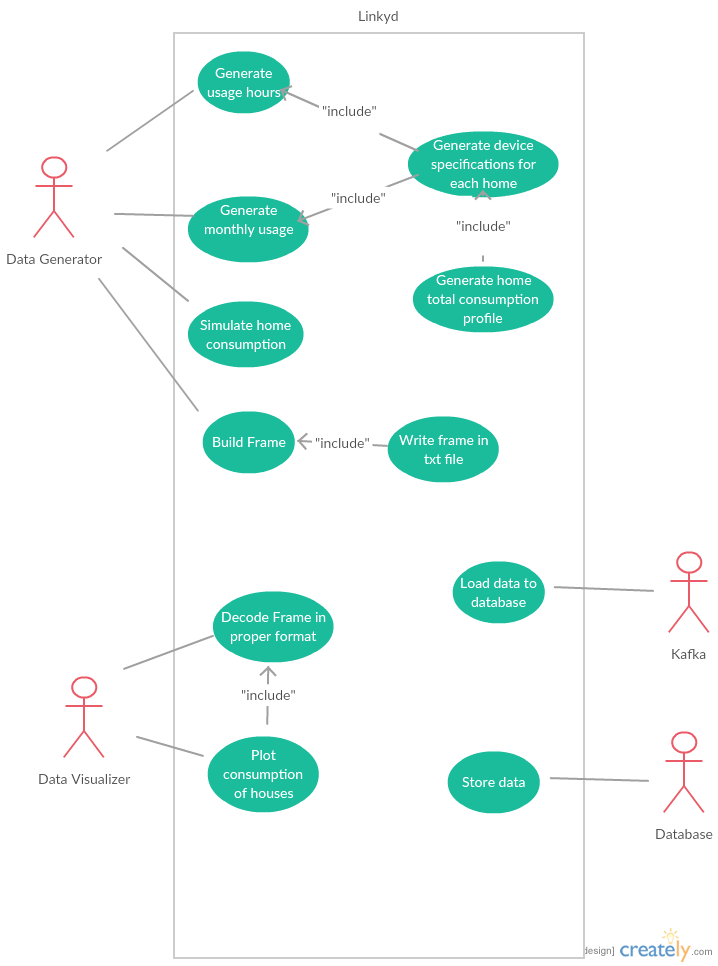 Linkyd
Generate
usage hours
"include"
Generate device
specifications for
each home
"include"
Generate
monthly usage
"include"
Data Generator
Generate home
total consumption
profile
Simulate home
consumption
Build Frame
"include"
Write frame in
txt file
Load data to
database
Kafka
Decode Frame in
proper format
"include"
Plot
consumption
of houses
Data Visualizer
Store data
Database
design] creately.com